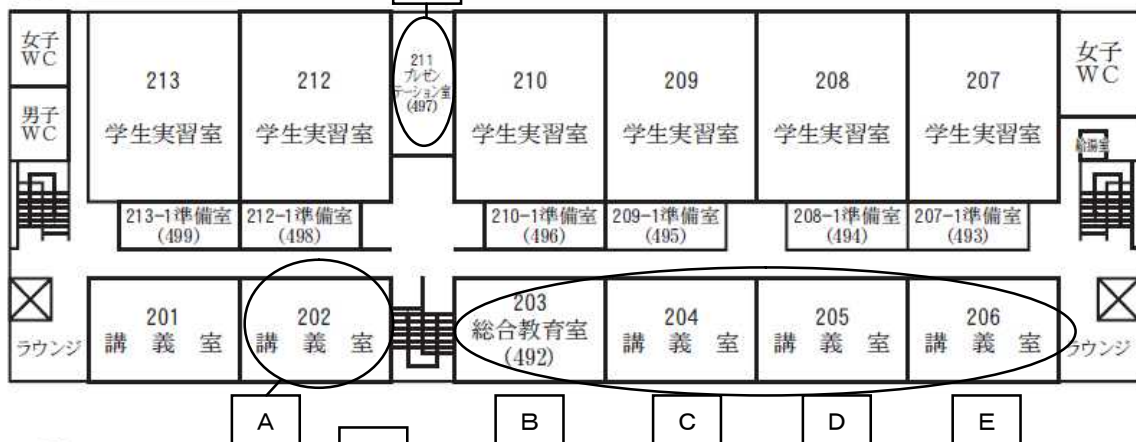 女子
WC
男子
WC
213
学生実習室
212
学生実習室
211
プレゼン
テーション室
(497)
210
学生実習室
209
学生実習室
208
学生実習室
207
学生実習室
女子
WC
給湯室
213-1準備室
(499)
212-1準備室
(498)
210-1準備室
(496)
209-1準備室
(495)
208-1準備室
(494)
207-1準備室
(493)
ラウンジ
201
講 義 室
202
講 義 室
203
総合教育室
(492)
204
講 義 室
205
講 義 室
206
講 義 室
ラウンジ
A
B
C
D
E